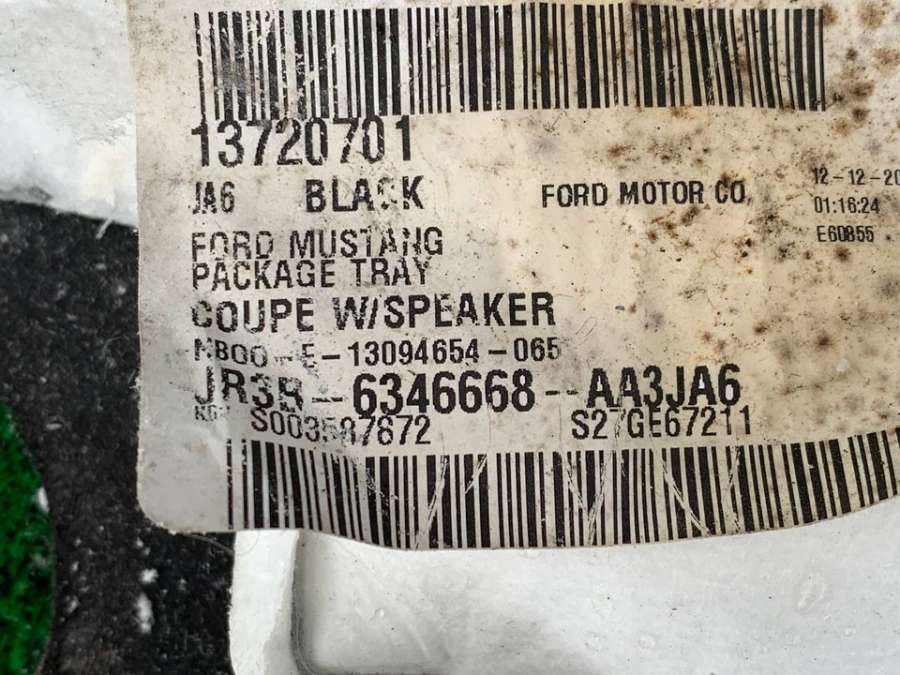 13720701
JA6 BLACK FORD MOTOR CO. 12-12-20
01:16:24
E60855
FORD MUSTANG
PACKAGE TRAY
COUPE W/SPEAKER
-E-13094654-065
JR3B-6346668-AA3JA6
S003587872 S27GE67211